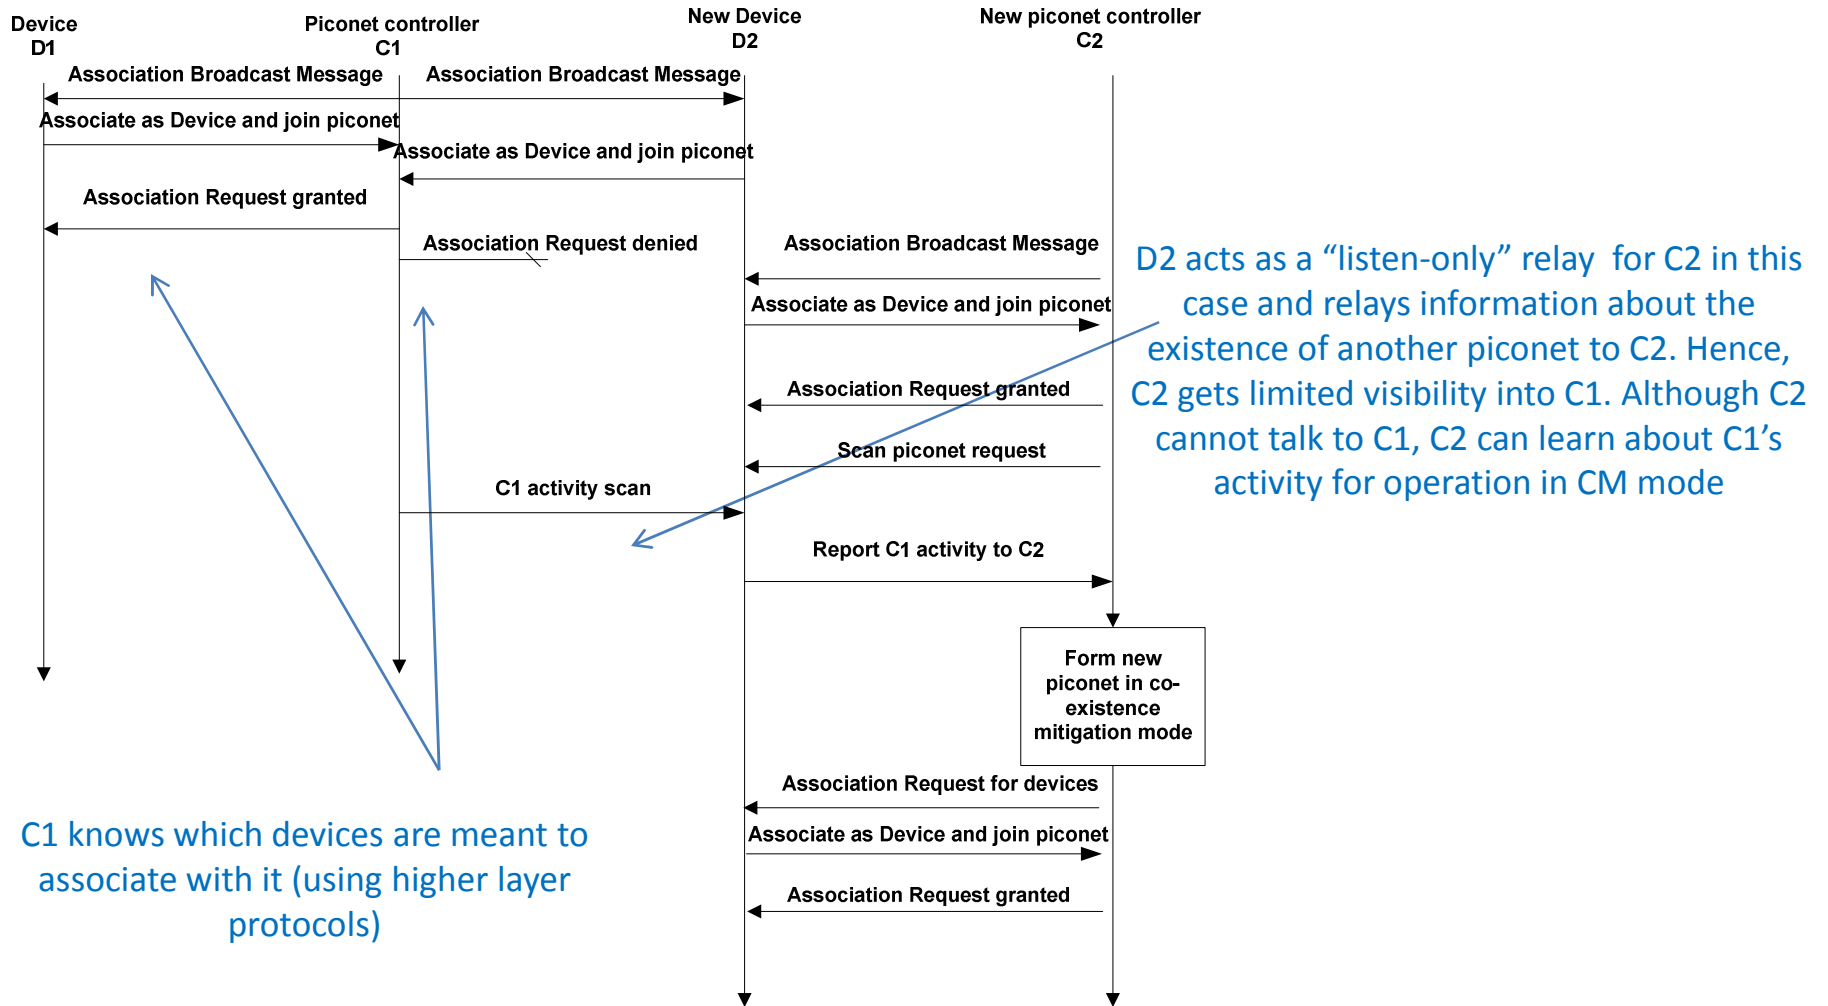 Device
D1
Piconet controller
C1
New Device
D2
New piconet controller
C2
Association Broadcast Message
Association Broadcast Message
Associate as Device and join piconet
Associate as Device and join piconet
Association Request granted
Association Request denied
Association Broadcast Message
Associate as Device and join piconet
Association Request granted
Scan piconet request
C1 activity scan
Report C1 activity to C2
Form new
piconet in co-
existence
mitigation mode
Association Request for devices
Associate as Device and join piconet
Association Request granted
D2 acts as a “listen-only” relay for C2 in this
case and relays information about the
existence of another piconet to C2. Hence,
C2 gets limited visibility into C1. Although C2
cannot talk to C1, C2 can learn about C1’s
activity for operation in CM mode
C1 knows which devices are meant to
associate with it (using higher layer
protocols)